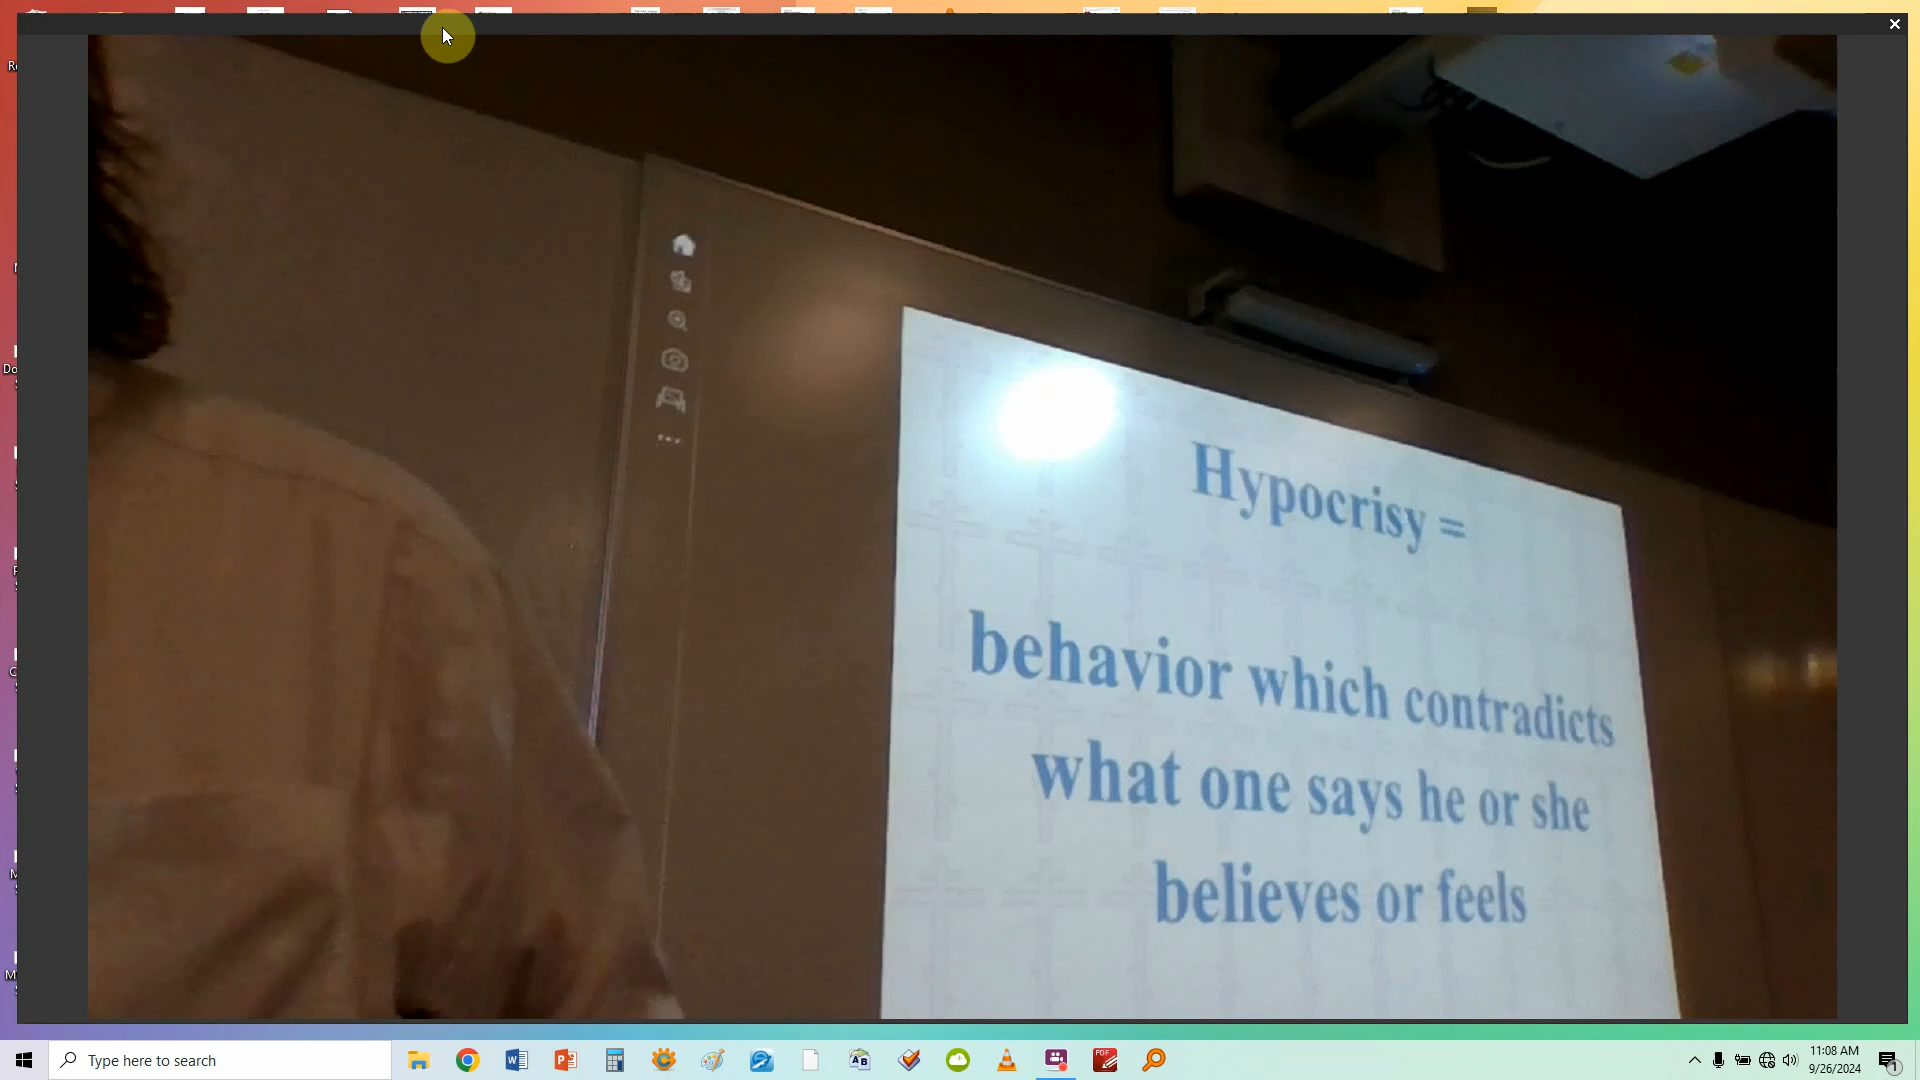 Hypocrisy =
behavior which contradicts
what one says he or she
believes or feels
Type here to search
11:08 AM
9/26/2024